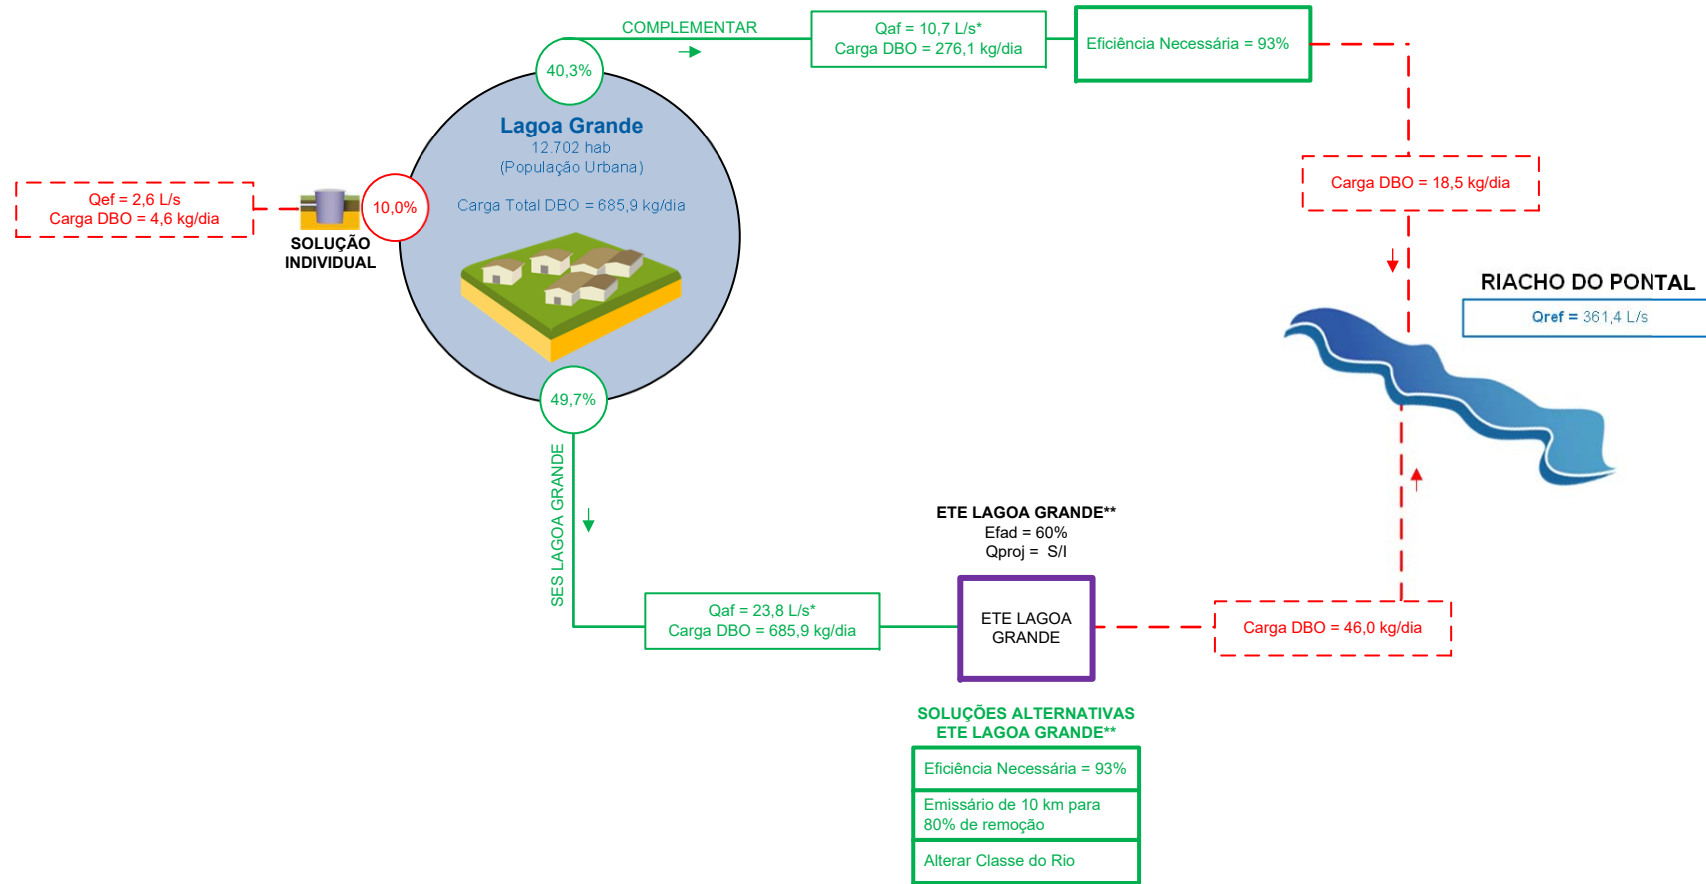 COMPLEMENTAR
Qaf = 10,7 L/s*
Carga DBO = 276,1 kg/dia
Eficiência Necessária = 93%
40,3%
Lagoa Grande
12.702 hab
(População Urbana)
Carga Total DBO = 685,9 kg/dia
Qef = 2,6 L/s
Carga DBO = 4,6 kg/dia
10,0%
SOLUÇÃO
INDIVIDUAL
Carga DBO = 18,5 kg/dia
RIACHO DO PONTAL
Qref = 361,4 L/s
49,7%
SES LAGOA GRANDE
ETE LAGOA GRANDE**
Efad = 60%
Qproj = S/I
Qaf = 23,8 L/s*
Carga DBO = 685,9 kg/dia
ETE LAGOA
GRANDE
Carga DBO = 46,0 kg/dia
SOLUÇÕES ALTERNATIVAS
ETE LAGOA GRANDE**
Eficiência Necessária = 93%
Emissário de 10 km para
80% de remoção
Alterar Classe do Rio